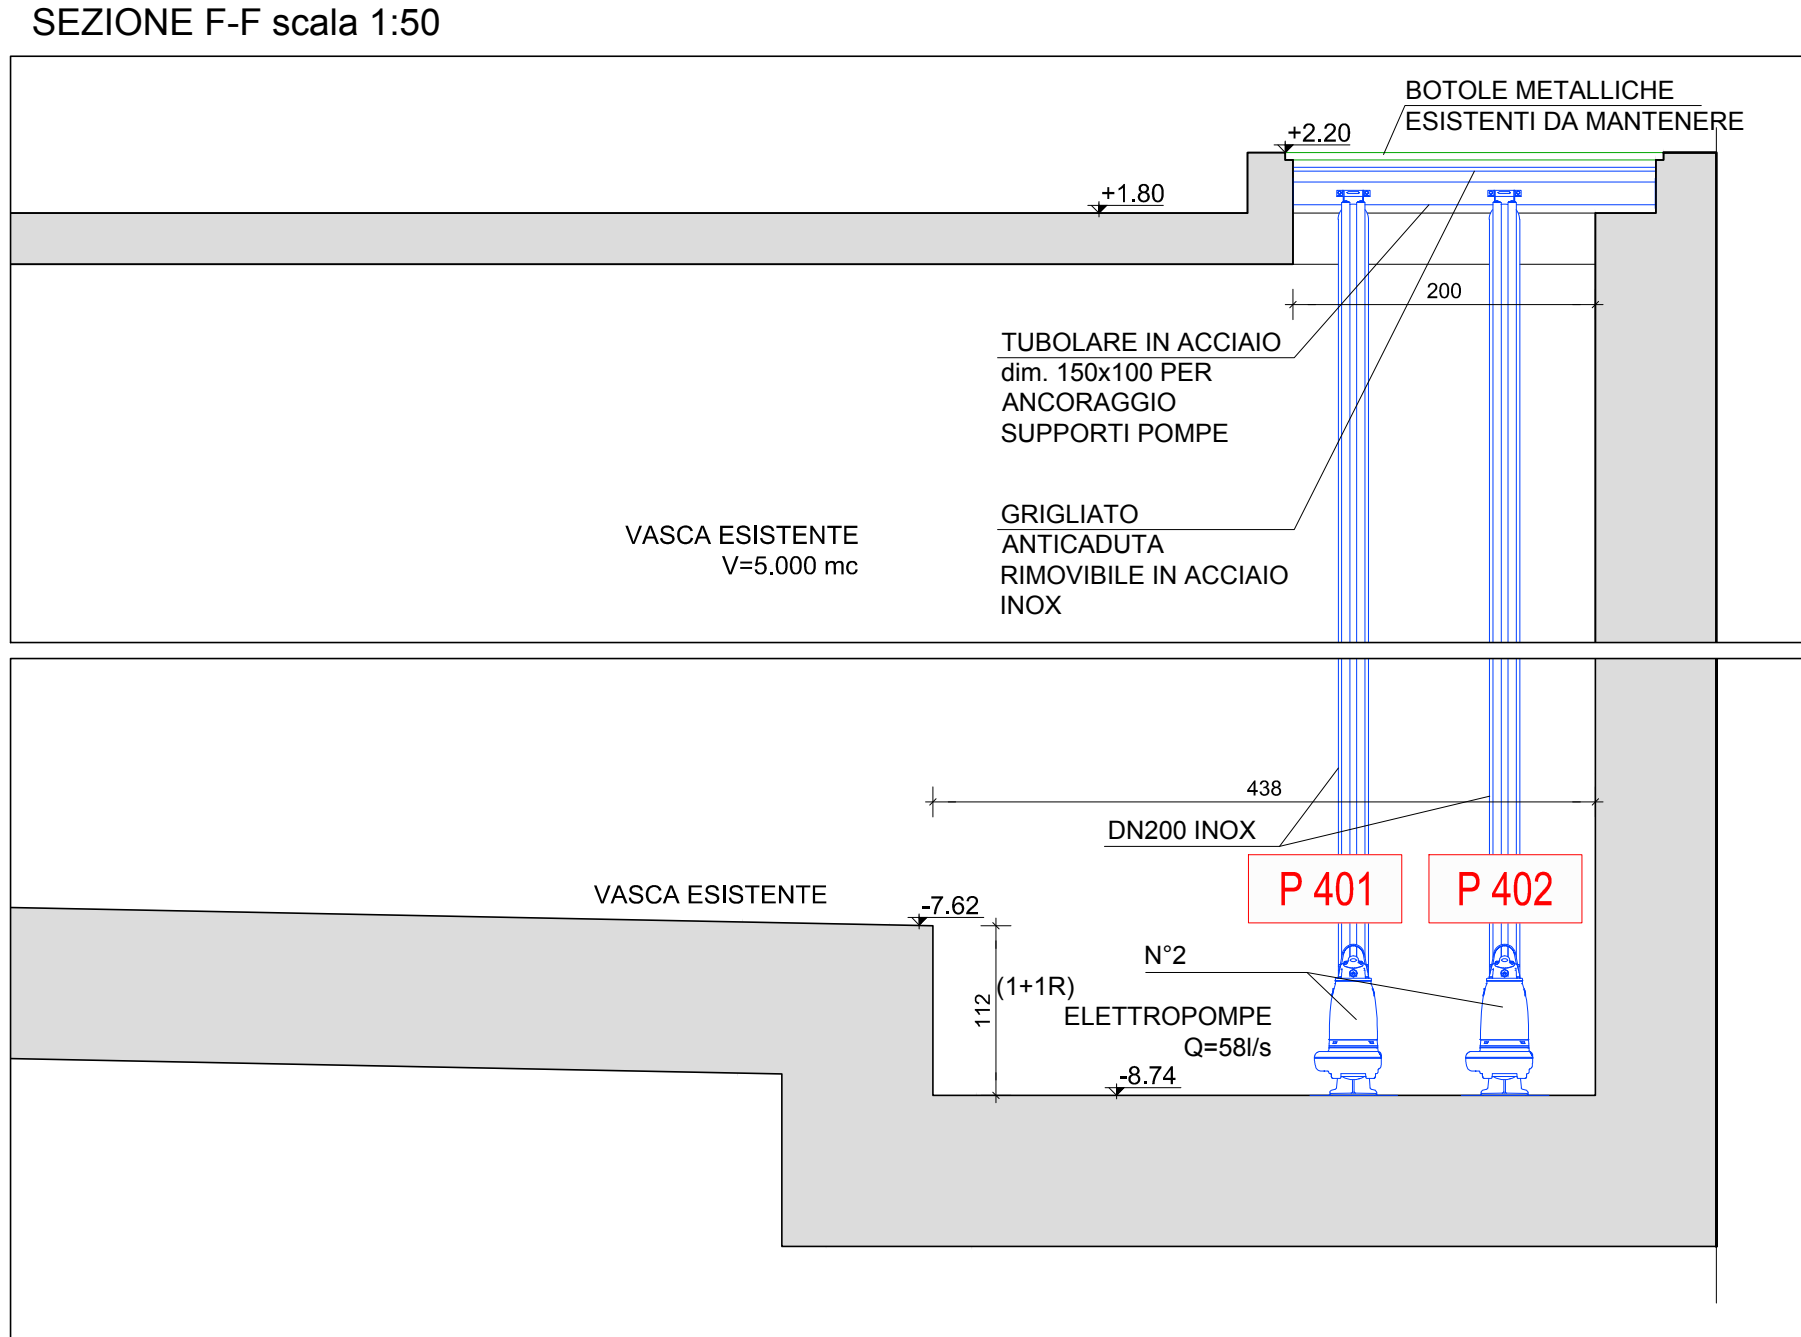 SEZIONE F-F scala 1:50
BOTOLE METALLICHE
ESISTENTI DA MANTENERE
+2.20
+1.80
200
TUBOLARE IN ACCIAIO
dim. 150x100 PER
ANCORAGGIO
SUPPORTI POMPE
GRIGLIATO
ANTICADUTA
RIMOVIBILE IN ACCIAIO
INOX
VASCA ESISTENTE
V=5.000 mc
438
DN200 INOX
P 401
P 402
VASCA ESISTENTE
-7.62
N°2
(1+1R)
ELETTROPOMPE
Q=58l/s
112
-8.74